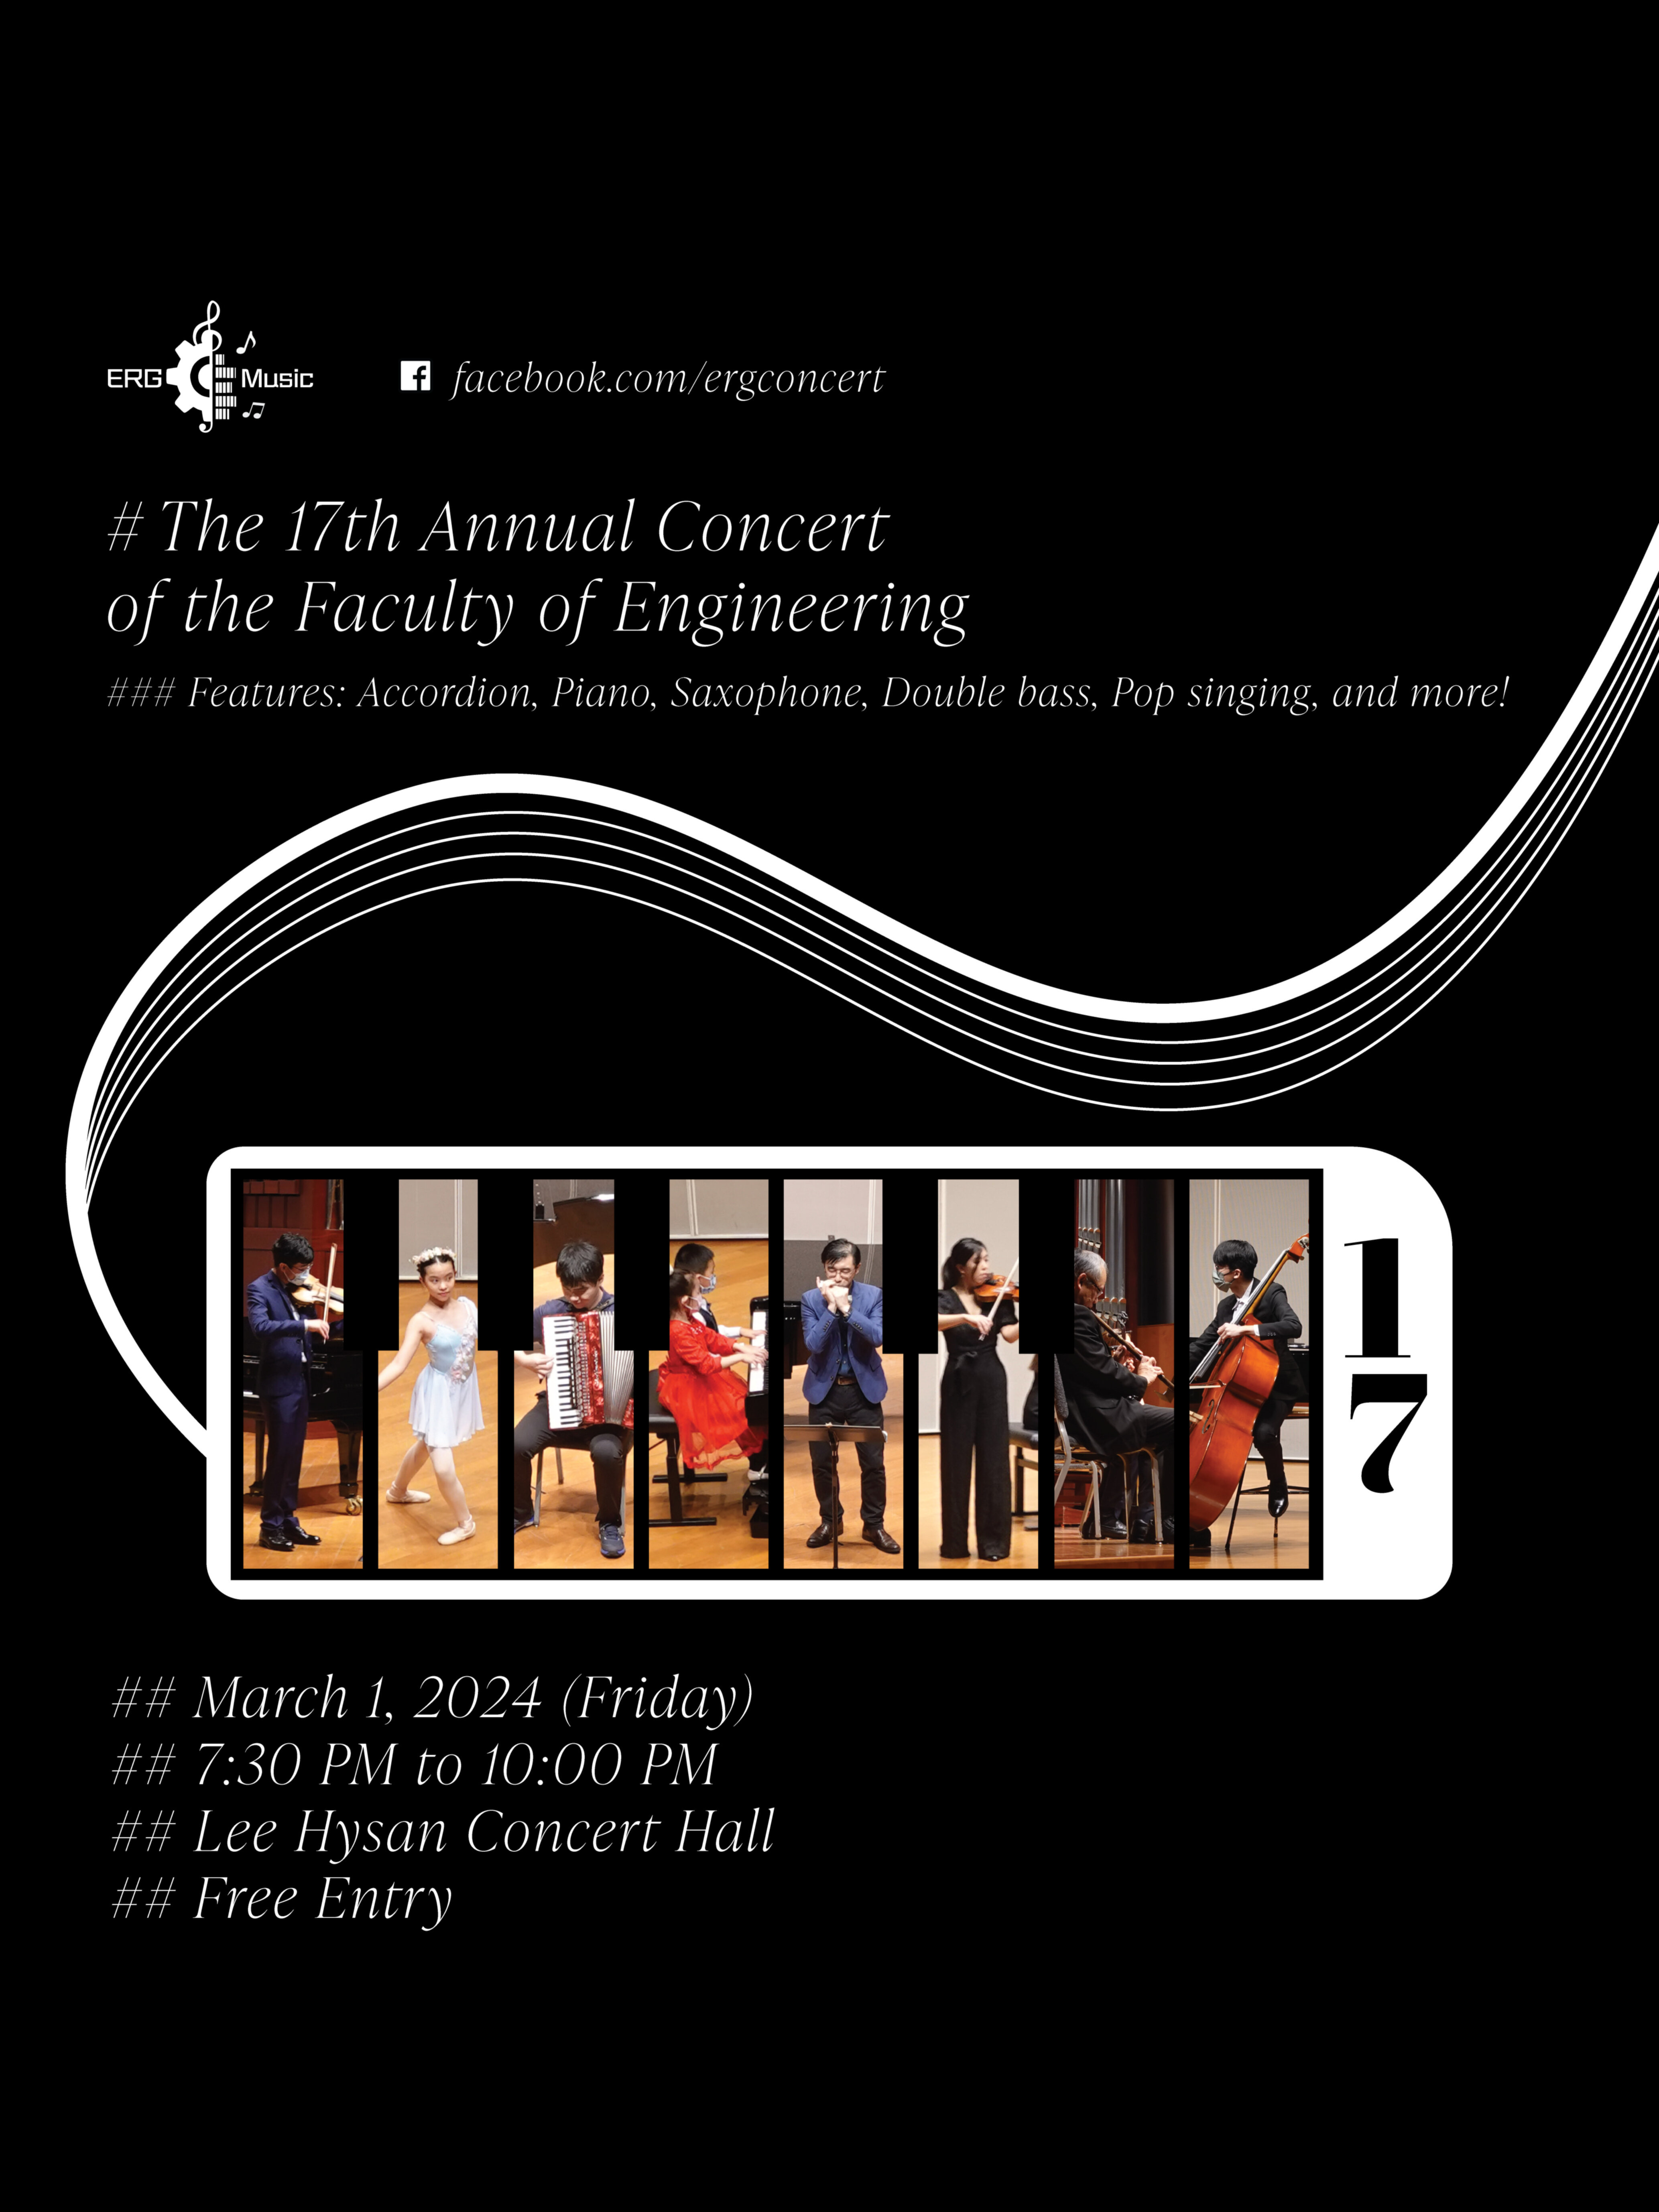 ERG Music
facebook.com/ergconcert
# The 17th Annual Concert
of the Faculty of Engineering
### Features: Accordion, Piano, Saxophone, Double bass, Pop singing, and more!
1
7
## March 1, 2024 (Friday)
## 7:30 PM to 10:00 PM
## Lee Hysan Concert Hall
## Free Entry